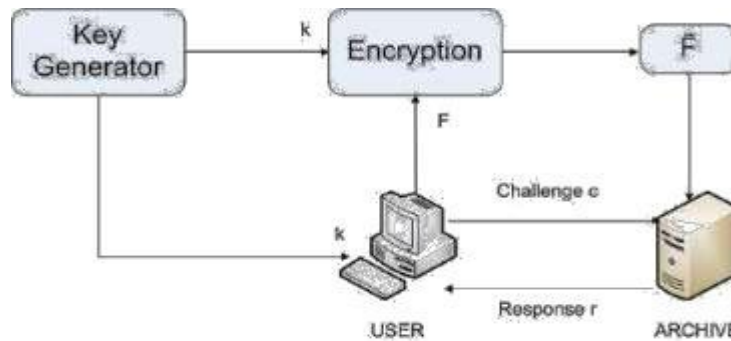 Key
Generator
k
Encryption
F
F
Challenge c
k
Response r
USER
ARCHIVE